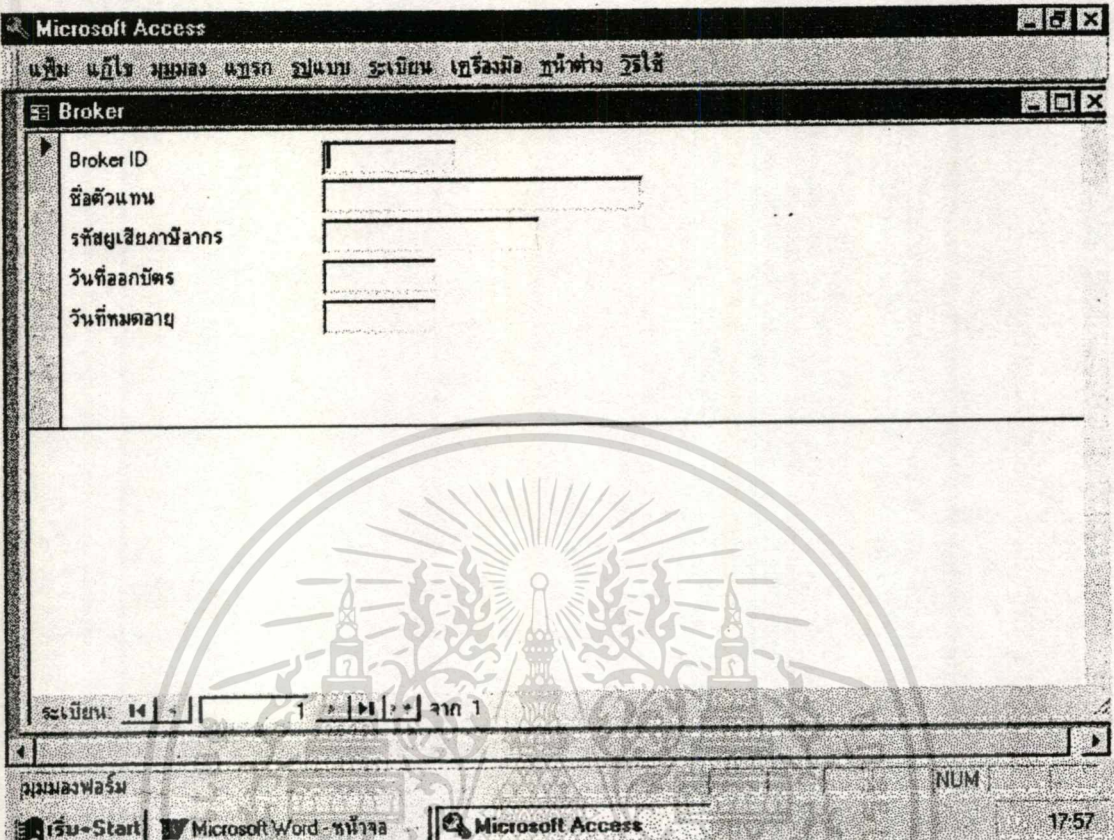 Microsoft Access
แฟ้ม แก้ไข มุมมอง แทรก รูปแบบ ระเบียน เครื่องมือ หน้าต่าง วิธีใช้
Broker
Broker ID
ชื่อตัวแทน
รหัสผู้เสียภาษีอากร
วันที่ออกบัตร
วันที่หมดอายุ
ระเบียน: 1 จาก 1
มุมมองฟอร์ม NUM
เริ่ม-Start Microsoft Word - หน้าจอ Microsoft Access 17:57